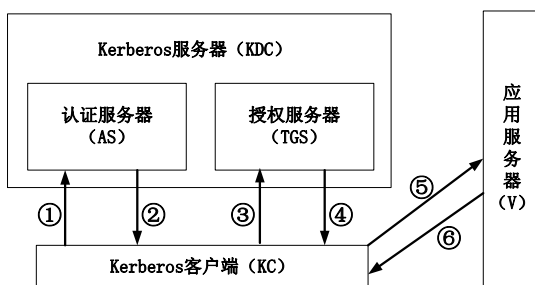 Kerberos服务器（KDC）
认证服务器
（AS）
授权服务器
（TGS）
应用服务器（V）
①
②
③
④
⑤
⑥
Kerberos客户端（KC）